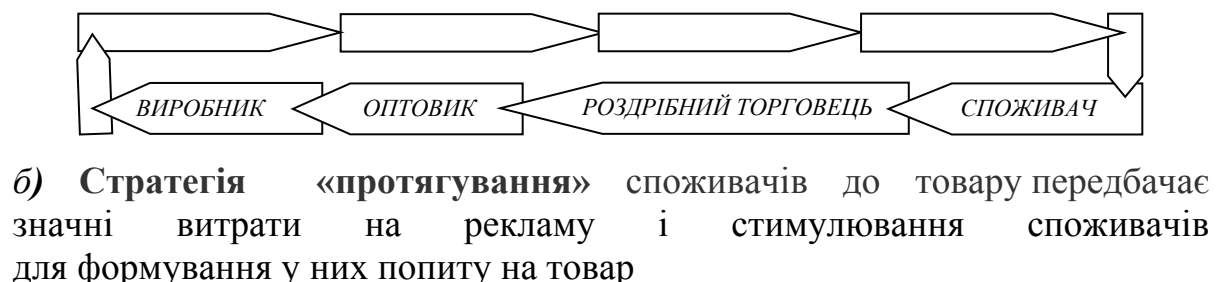 ВИРОБНИК ОПТОВИК РОЗДРІБНИЙ ТОРГОВЕЦЬ СПОЖИВАЧ
б) Стратегія «протягування» споживачів до товару передбачає
значні витрати на рекламу і стимулювання споживачів
для формування у них попиту на товар